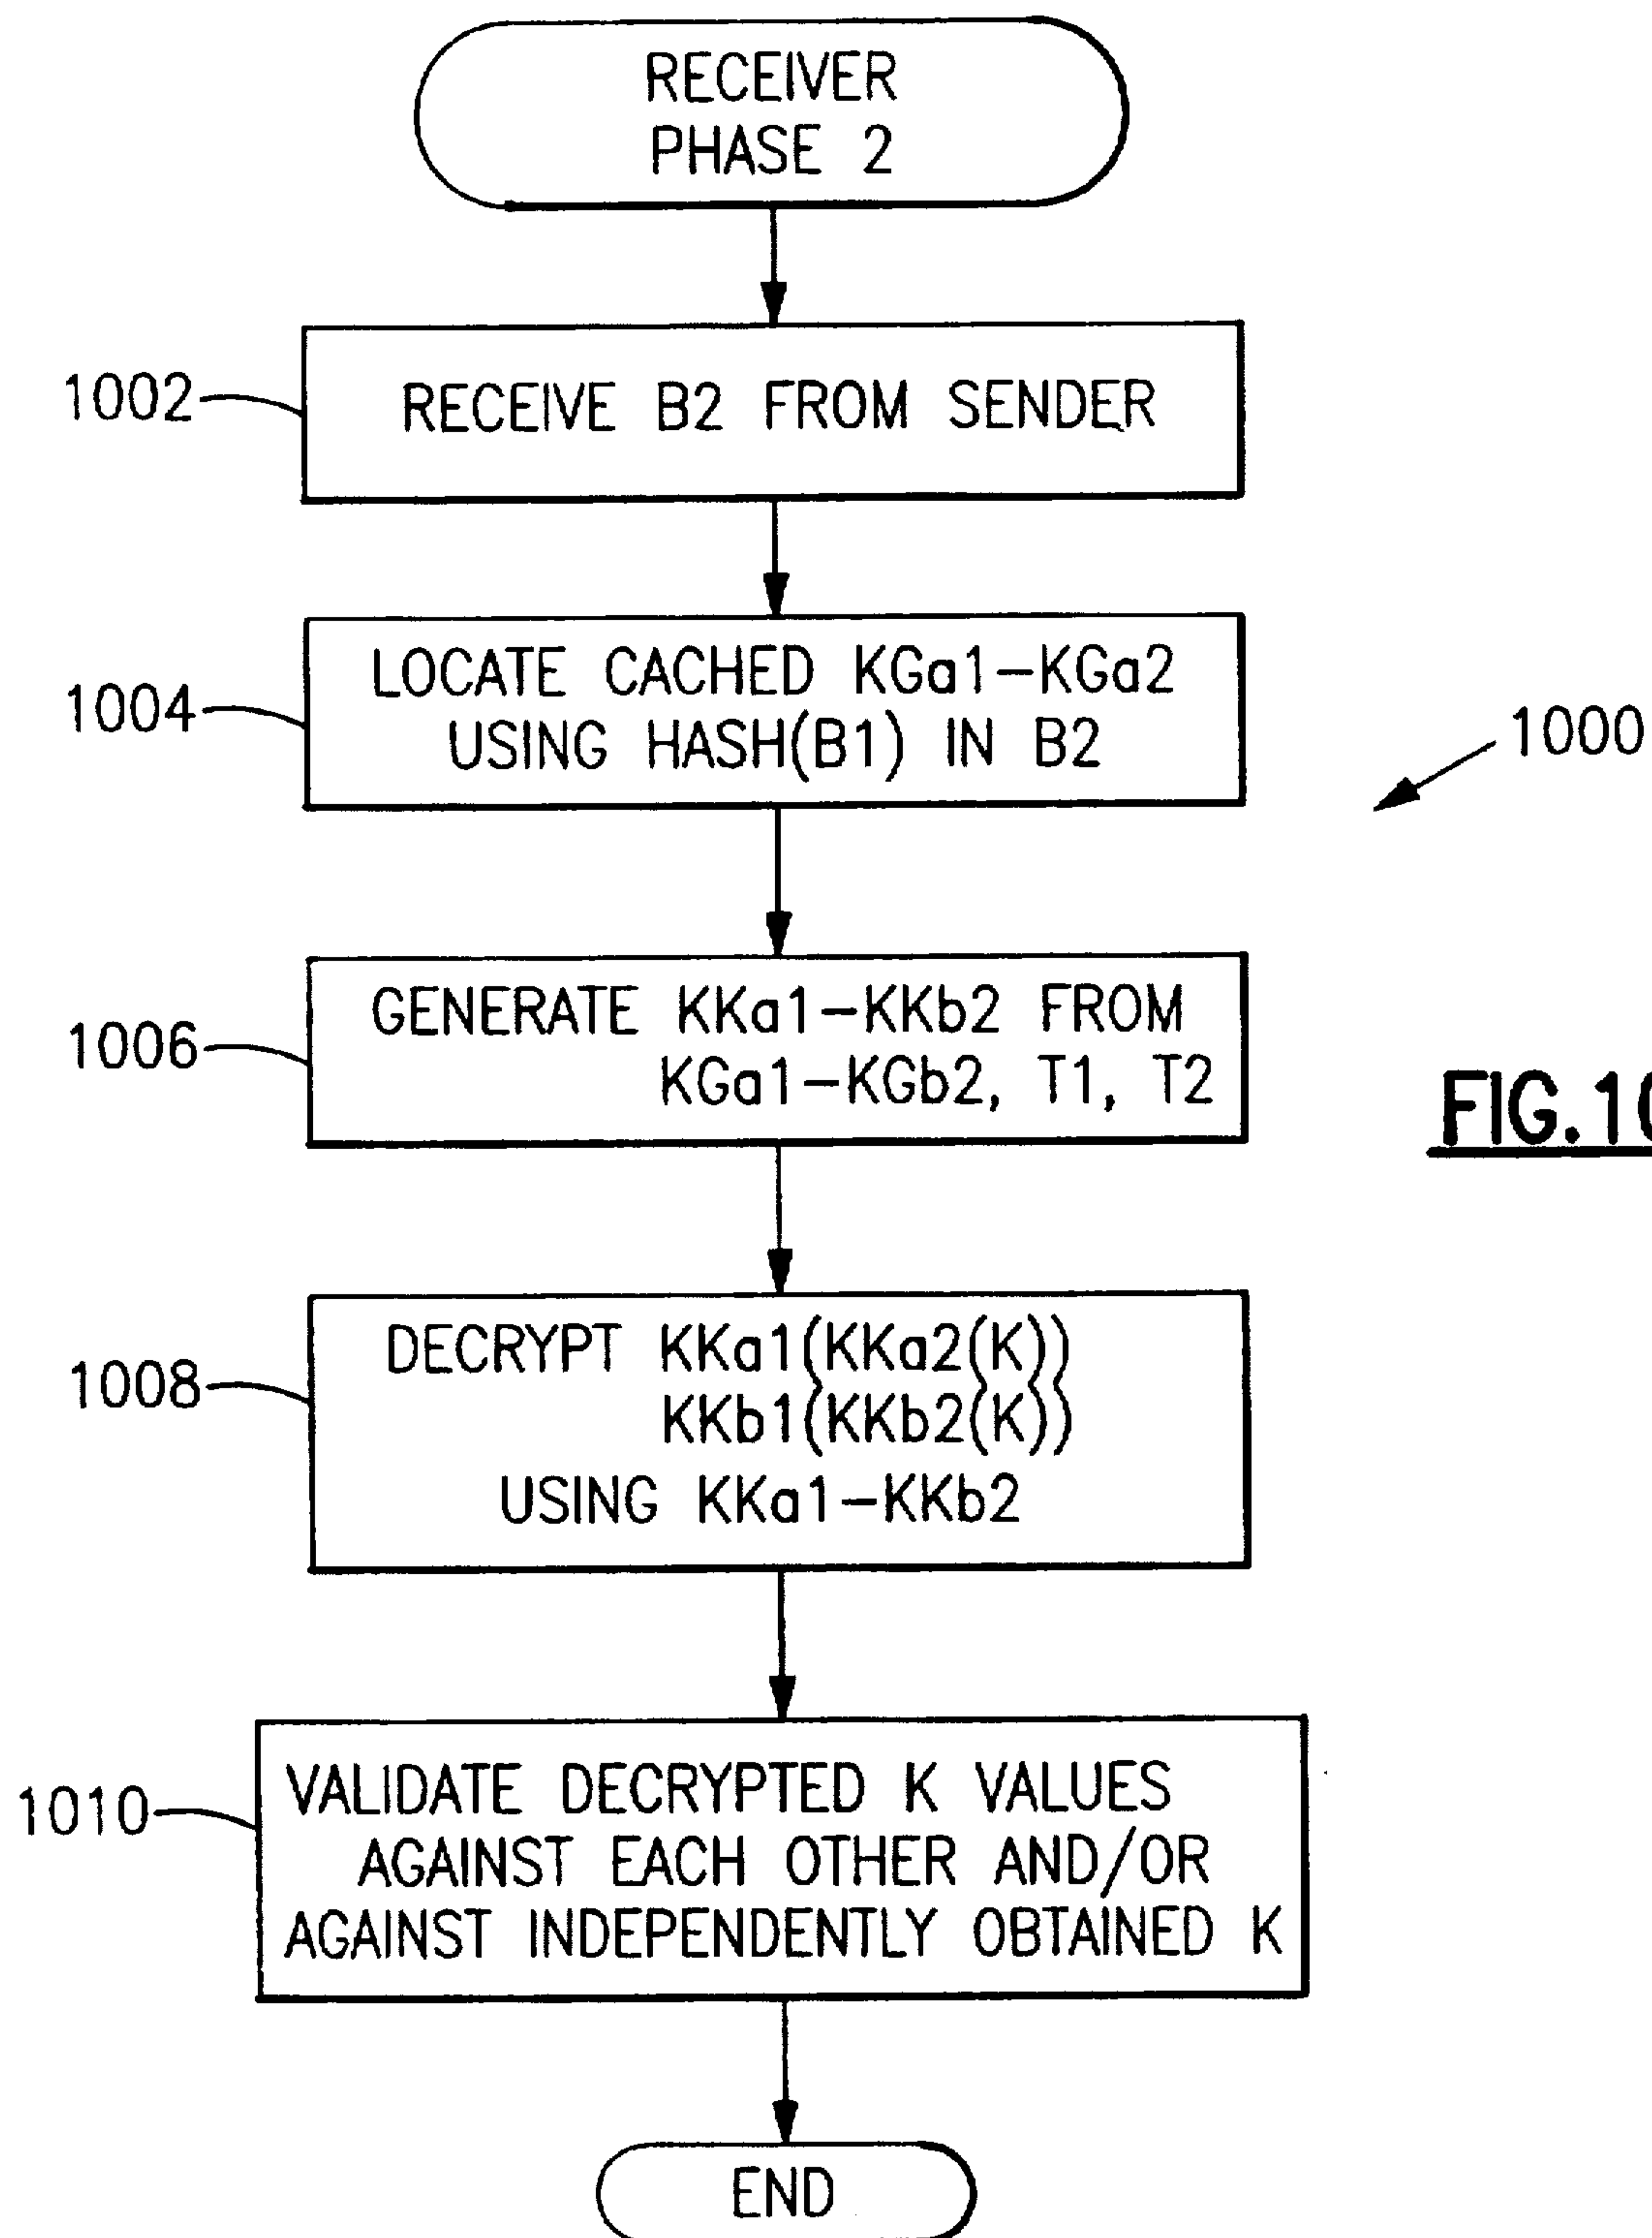 RECEIVER
PHASE 2
1002
RECEIVE B2 FROM SENDER
1004
LOCATE CACHED KGa1-KGa2
USING HASH(B1) IN B2
1000
1006
GENERATE KKa1-KKb2 FROM
KGa1-KGb2, T1, T2
FIG.10
1008
DECRYPT KKa1(KKa2(K))
KKb1(KKb2(K))
USING KKa1-KKb2
1010
VALIDATE DECRYPTED K VALUES
AGAINST EACH OTHER AND/OR
AGAINST INDEPENDENTLY OBTAINED K
END